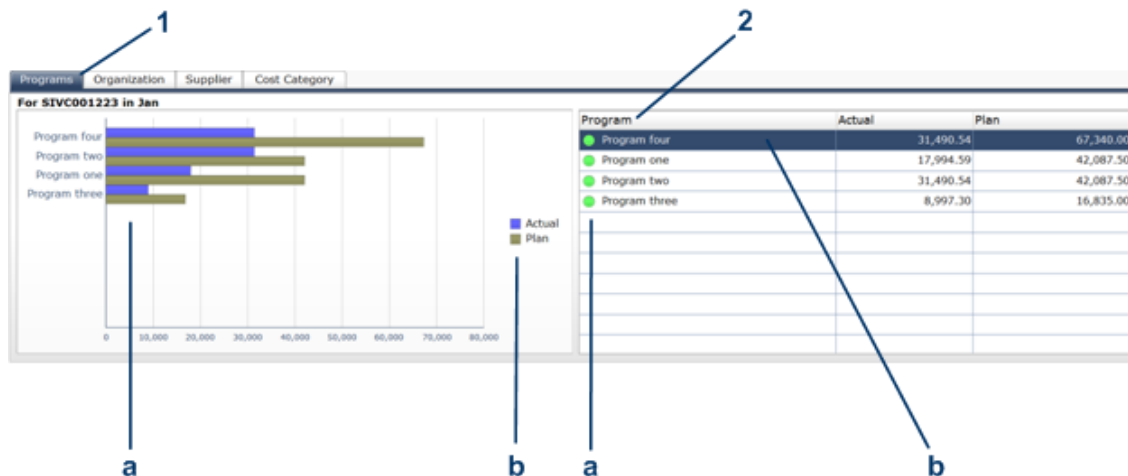 1
2
Programs Organization Supplier Cost Category
For SIVC001223 in Jan
Program four
Program two
Program one
Program three
Actual
Plan
0 10,000 20,000 30,000 40,000 50,000 60,000 70,000 80,000
Program Actual Plan
Program four 31,490.54 67,340.00
Program one 17,994.59 42,087.50
Program two 31,490.54 42,087.50
Program three 8,997.30 16,835.00
a b a b